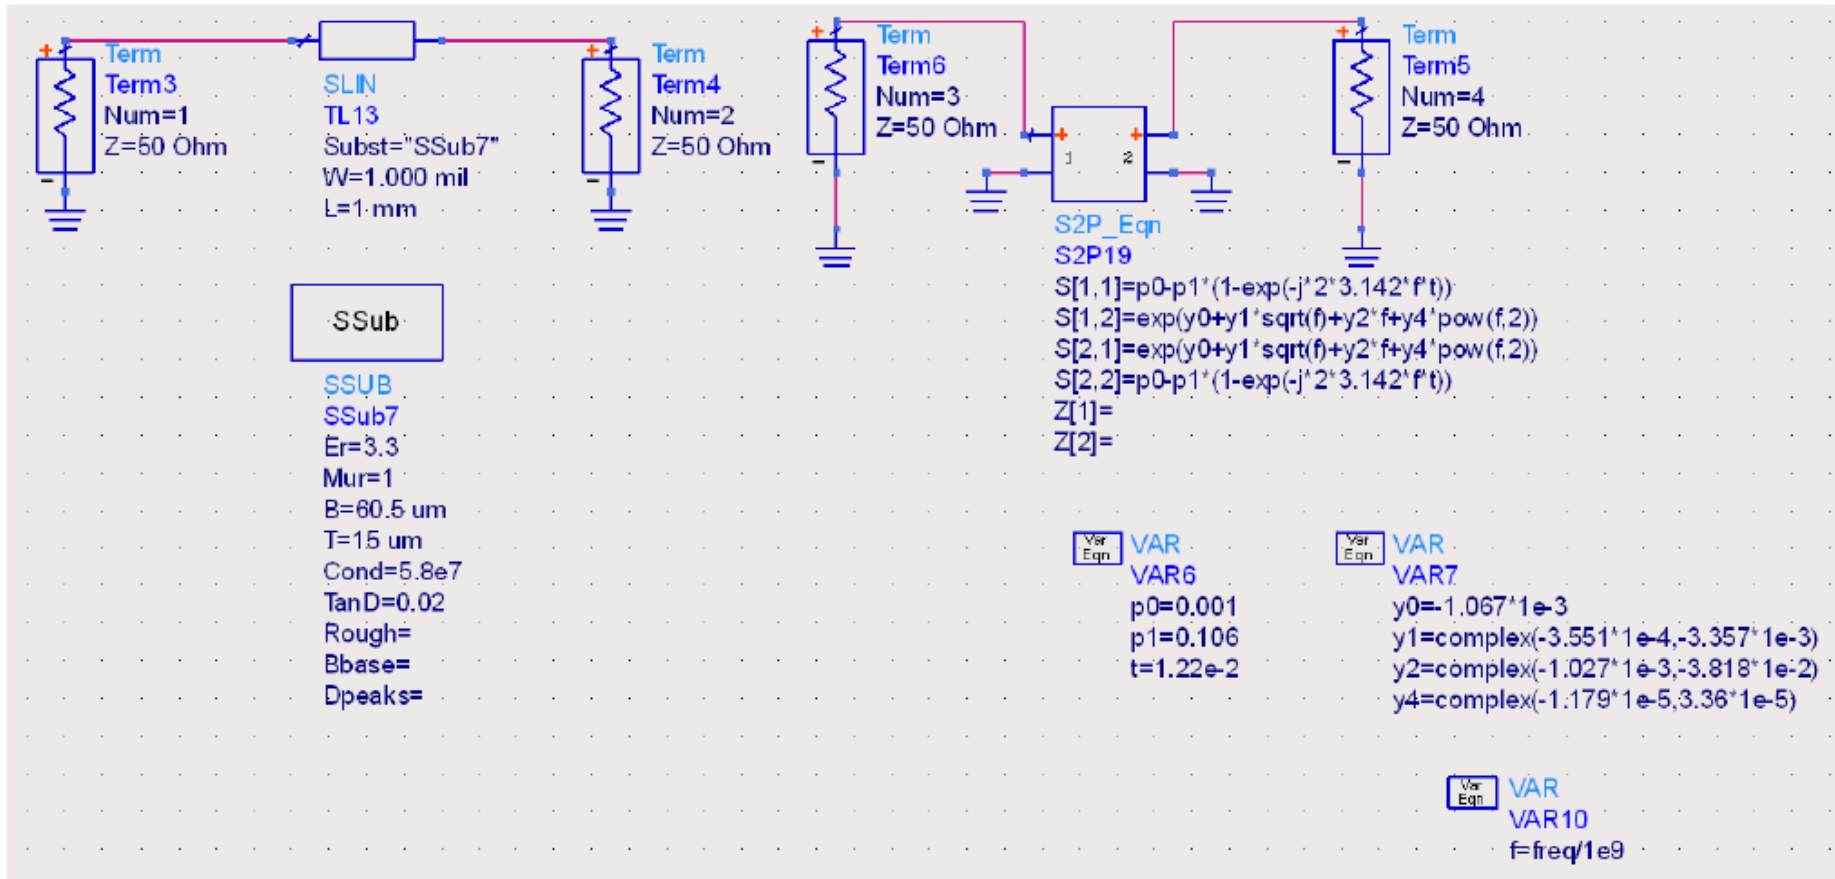 Term
Term3
Num=1
Z=50 Ohm
SLIN
TL13
Subst="SSub7"
W=1.000 mil
L=1 mm
Term
Term4
Num=2
Z=50 Ohm
SSub
SSUB
SSub7
Er=3.3
Mur=1
B=60.5 um
T=15 um
Cond=5.8e7
TanD=0.02
Rough=
Bbase=
Dpeaks=
Term
Term6
Num=3
Z=50 Ohm
1 2
S2P_Eqn
S2P19
S[1,1]=p0-p1*(1-exp(-j*2*3.142*f*t))
S[1,2]=exp(y0+y1*sqrt(f)+y2*f+y4*pow(f,2))
S[2,1]=exp(y0+y1*sqrt(f)+y2*f+y4*pow(f,2))
S[2,2]=p0-p1*(1-exp(-j*2*3.142*f*t))
Z[1]=
Z[2]=
Term
Term5
Num=4
Z=50 Ohm
Var
Eqn
VAR
VAR6
p0=0.001
p1=0.106
t=1.22e-2
Var
Eqn
VAR
VAR7
y0=-1.067*1e-3
y1=complex(-3.551*1e-4,-3.357*1e-3)
y2=complex(-1.027*1e-3,-3.818*1e-2)
y4=complex(-1.179*1e-5,3.36*1e-5)
Var
Eqn
VAR
VAR10
f=freq/1e9